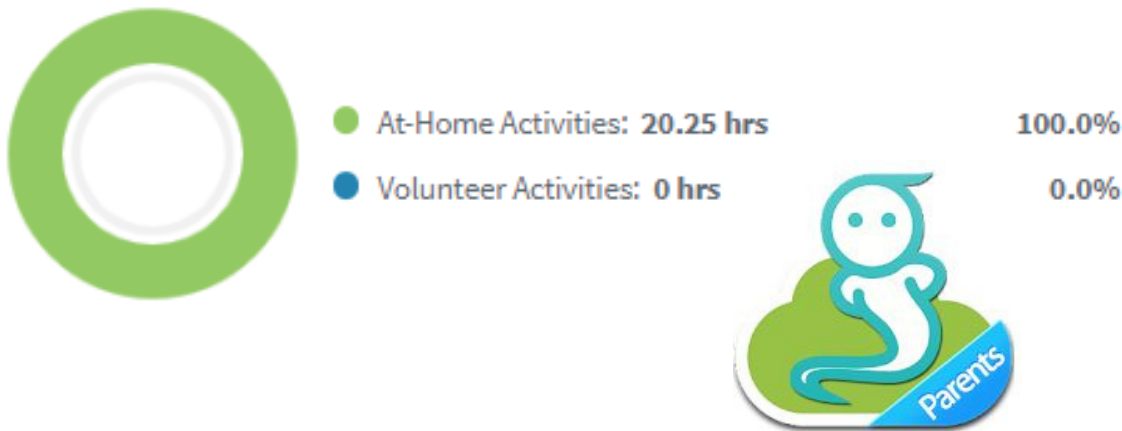 At-Home Activities: 20.25 hrs 100.0%
Volunteer Activities: 0 hrs 0.0%
Parents